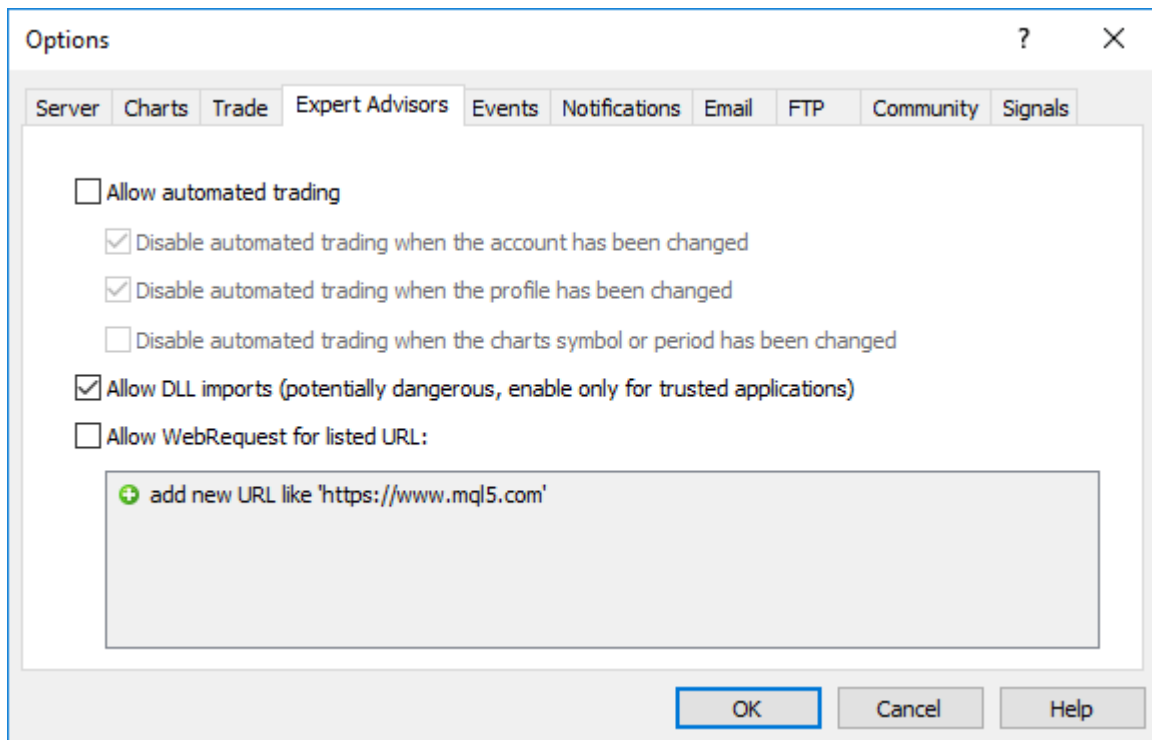 Options
Server Charts Trade Expert Advisors Events Notifications Email FTP Community Signals
Allow automated trading
Disable automated trading when the account has been changed
Disable automated trading when the profile has been changed
Disable automated trading when the charts symbol or period has been changed
Allow DLL imports (potentially dangerous, enable only for trusted applications)
Allow WebRequest for listed URL:
add new URL like 'https://www.mql5.com'
OK Cancel Help